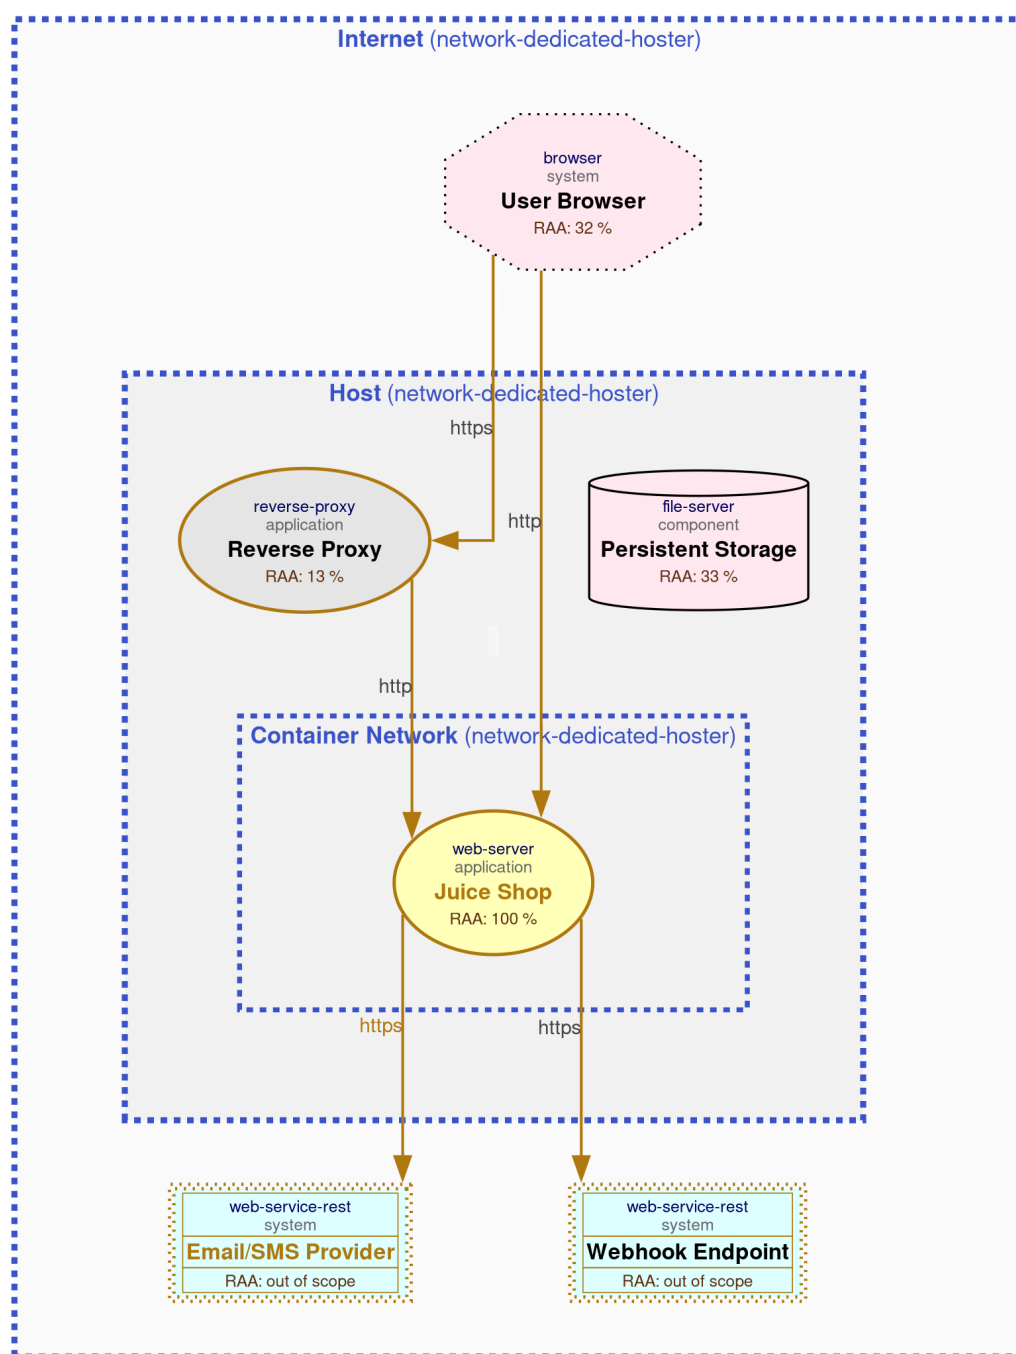 Internet (network-dedicated-hoster)
browser
system
User Browser
RAA: 32 %
Host (network-dedicated-hoster)
https
http
reverse-proxy
application
Reverse Proxy
RAA: 13 %
file-server
component
Persistent Storage
RAA: 33 %
http
Container Network (network-dedicated-hoster)
web-server
application
Juice Shop
RAA: 100 %
https
https
web-service-rest
system
Email/SMS Provider
RAA: out of scope
web-service-rest
system
Webhook Endpoint
RAA: out of scope